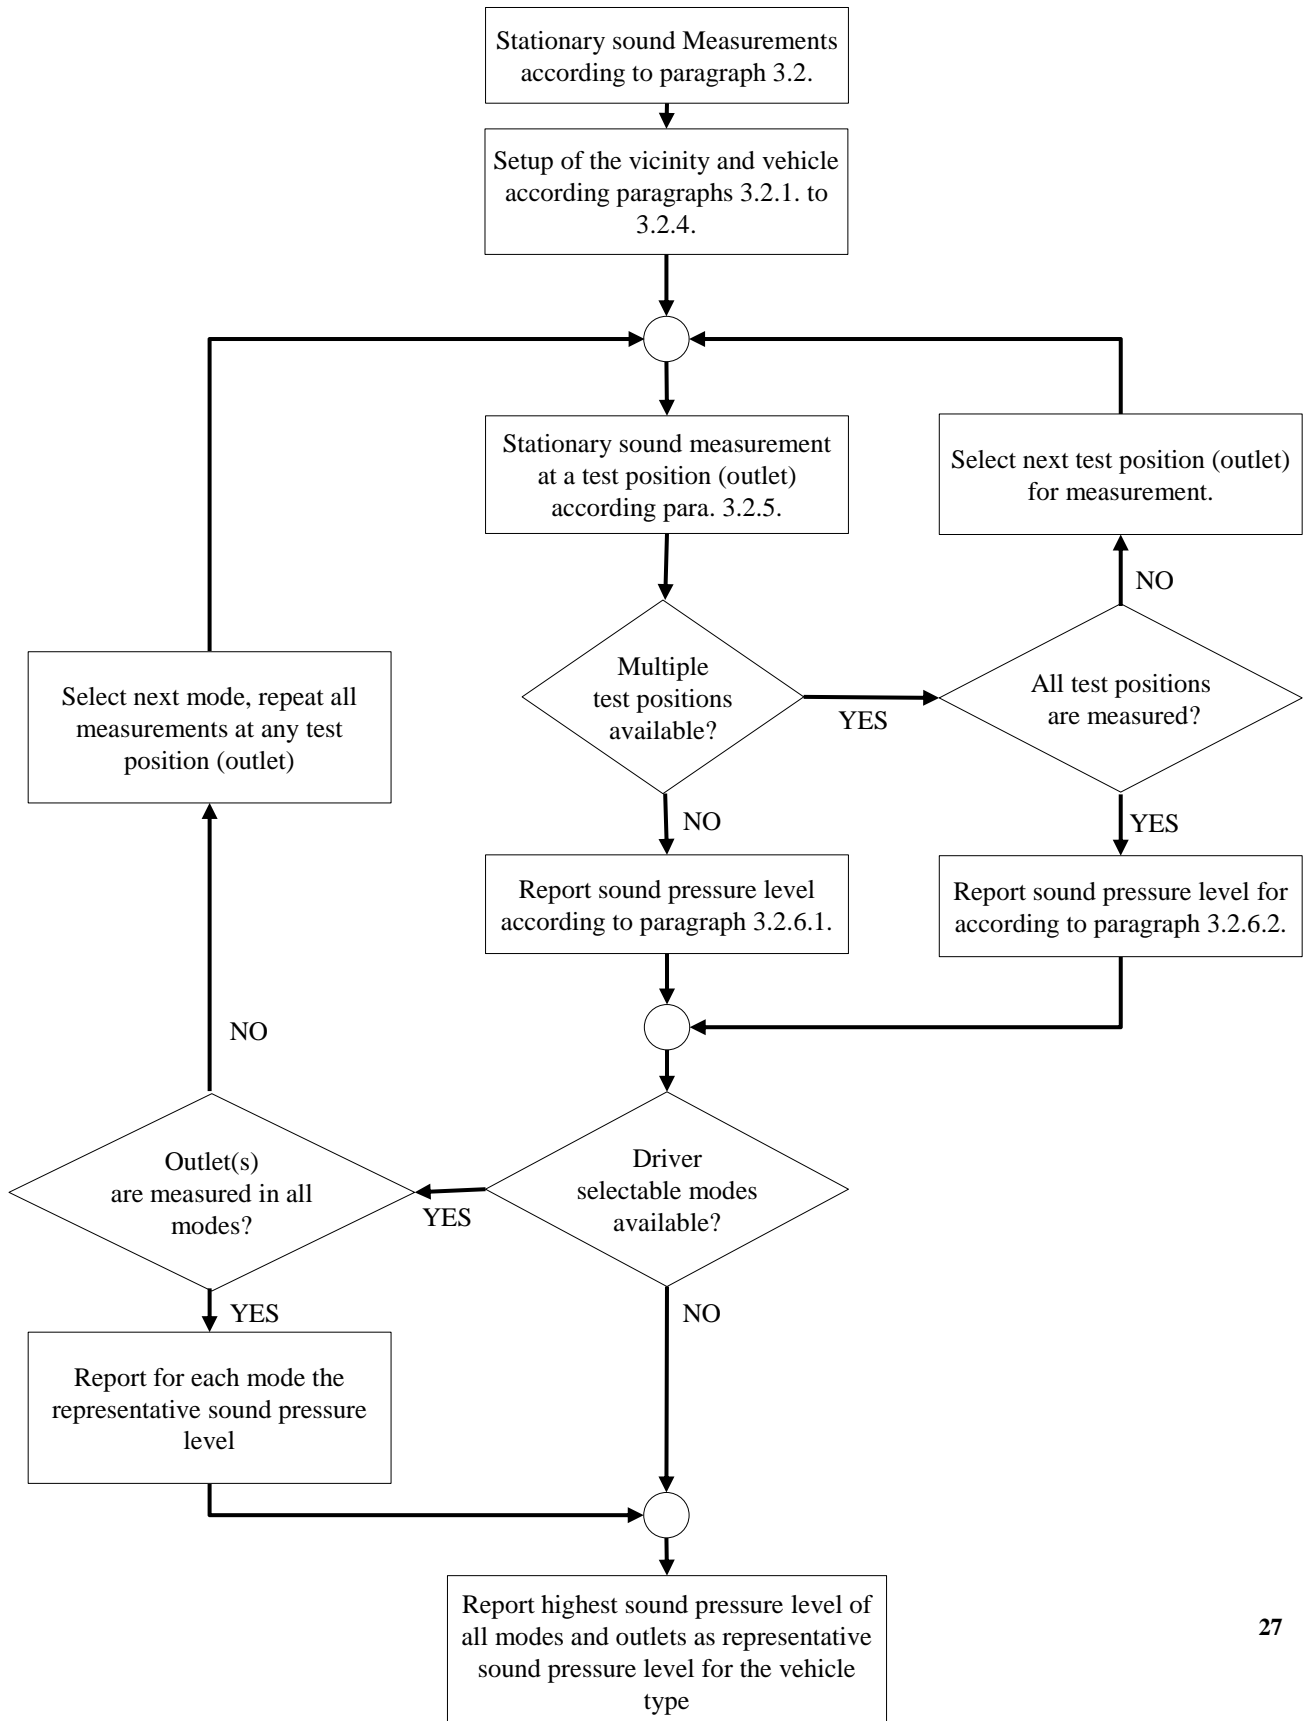 Stationary sound Measurements
according to paragraph 3.2.
Setup of the vicinity and vehicle
according paragraphs 3.2.1. to
3.2.4.
Stationary sound measurement
at a test position (outlet)
according para. 3.2.5.
Select next test position (outlet)
for measurement.
NO
Multiple
test positions
available?
YES
All test positions
are measured?
Select next mode, repeat all
measurements at any test
position (outlet)
NO
YES
Report sound pressure level
according to paragraph 3.2.6.1.
Report sound pressure level for
according to paragraph 3.2.6.2.
NO
Outlet(s)
are measured in all
modes?
YES
Driver
selectable modes
available?
YES
NO
Report for each mode the
representative sound pressure
level
Report highest sound pressure level of
all modes and outlets as representative
sound pressure level for the vehicle
type
27